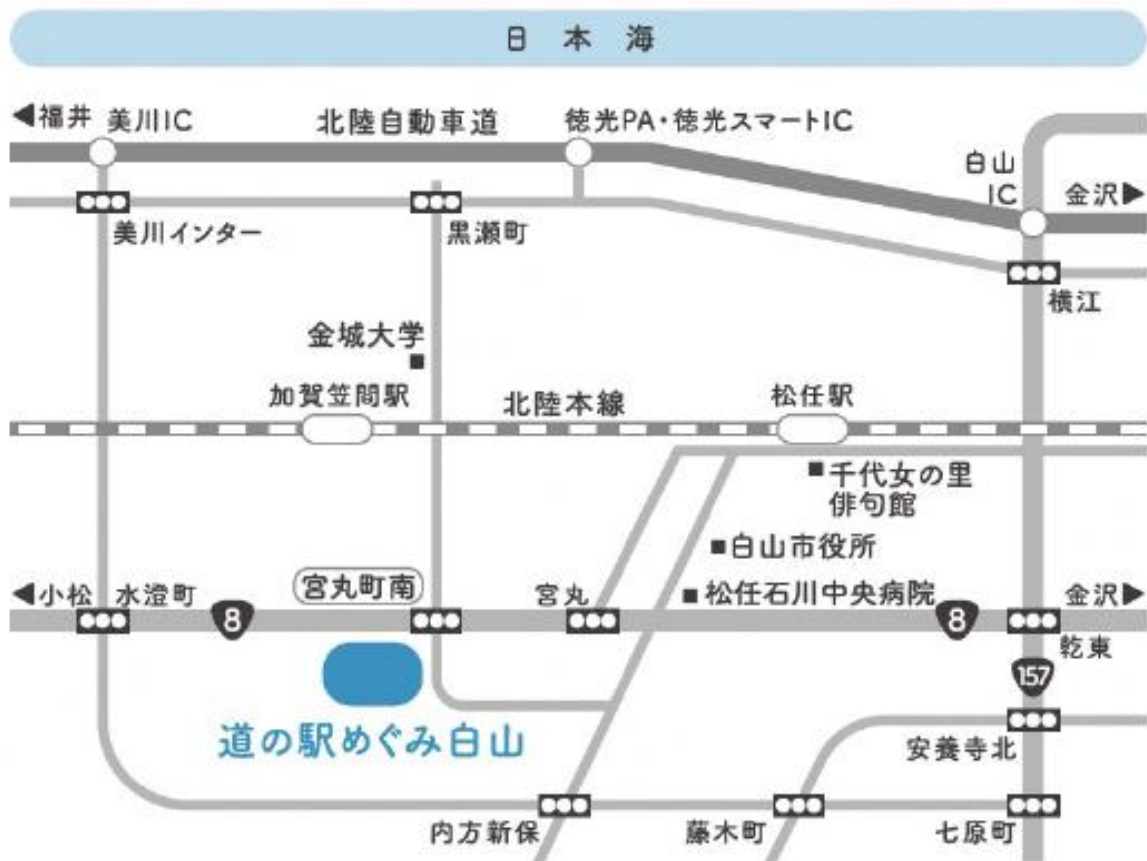 日本海
◀福井
美川IC
北陸自動車道
徳光PA・徳光スマートIC
白山
IC
金沢▶
美川インター
黒瀬町
横江
金城大学
加賀笠間駅
北陸本線
松任駅
千代女の里
俳句館
白山市役所
◀小松
水澄町
宮丸町南
宮丸
松任石川中央病院
金沢▶
8
8
乾東
157
道の駅めぐみ白山
安養寺北
内方新保
藤木町
七原町